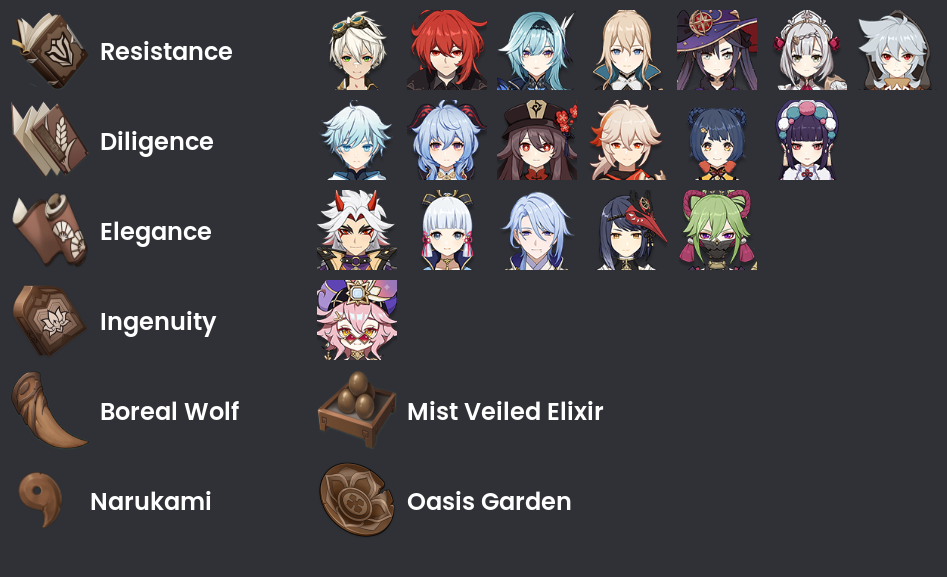 Resistance
Diligence
Elegance
Ingenuity
Boreal Wolf
Mist Veiled Elixir
Narukami
Oasis Garden